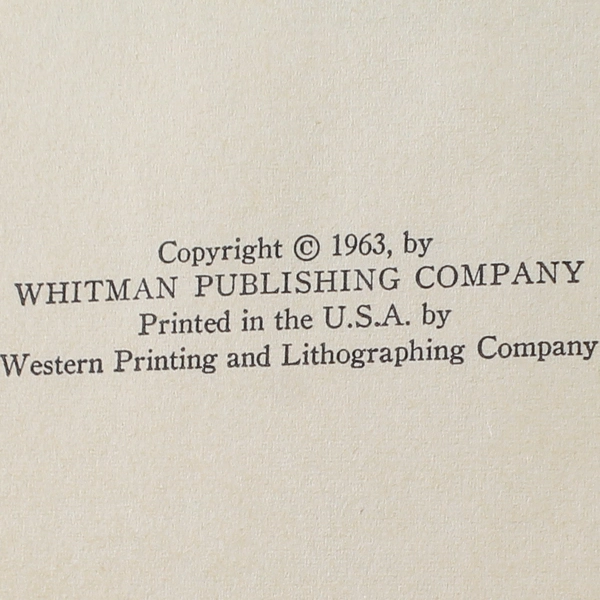 Copyright © 1963, by
WHITMAN PUBLISHING COMPANY
Printed in the U.S.A. by
Western Printing and Lithographing Company